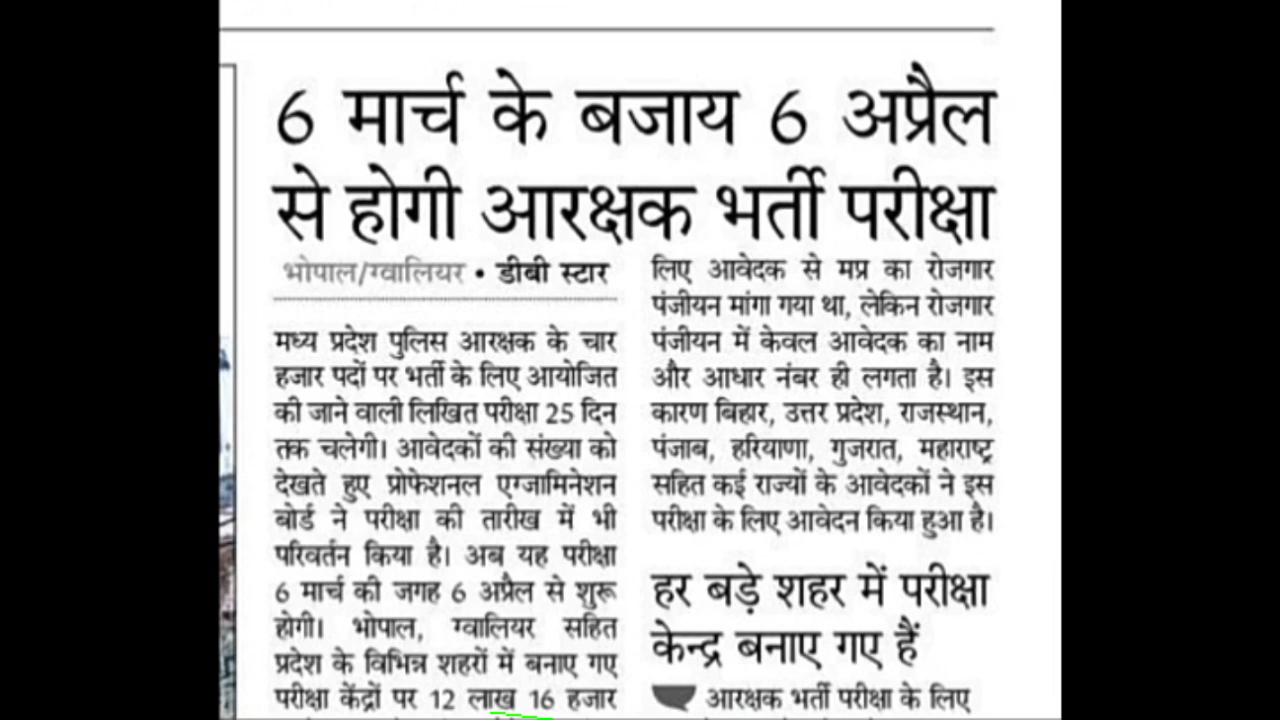 6 मार्च के बजाय 6 अप्रैल
से होगी आरक्षक भर्ती परीक्षा
भोपाल/ग्वालियर • डीबी स्टार
मध्य प्रदेश पुलिस आरक्षक के चार
हजार पदों पर भर्ती के लिए आयोजित
की जाने वाली लिखित परीक्षा 25 दिन
तक चलेगी। आवेदकों की संख्या को
देखते हुए प्रोफेशनल एग्जामिनेशन
बोर्ड ने परीक्षा की तारीख में भी
परिवर्तन किया है। अब यह परीक्षा
6 मार्च की जगह 6 अप्रैल से शुरू
होगी। भोपाल, ग्वालियर सहित
प्रदेश के विभिन्न शहरों में बनाए गए
परीक्षा केंद्रों पर 12 लाख 16 हजार
लिए आवेदक से मप्र का रोजगार
पंजीयन मांगा गया था, लेकिन रोजगार
पंजीयन में केवल आवेदक का नाम
और आधार नंबर ही लगता है। इस
कारण बिहार, उत्तर प्रदेश, राजस्थान,
पंजाब, हरियाणा, गुजरात, महाराष्ट्र
सहित कई राज्यों के आवेदकों ने इस
परीक्षा के लिए आवेदन किया हुआ है।
हर बड़े शहर में परीक्षा
केन्द्र बनाए गए हैं
आरक्षक भर्ती परीक्षा के लिए